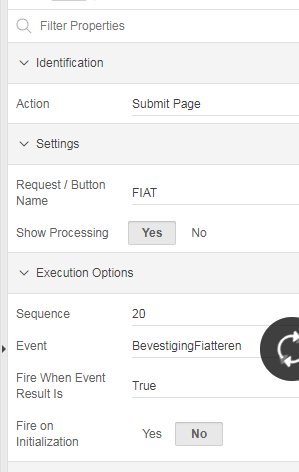 Filter Properties
Identification
Action Submit Page
Settings
Request / Button
Name FIAT
Show Processing Yes No
Execution Options
Sequence 20
Event BevestigingFiatteren
Fire When Event
Result Is True
Fire on
Initialization Yes No